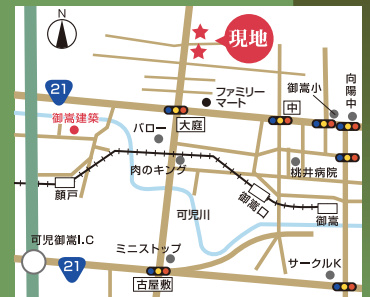 N
現地
21
御嵩建築
ファミリー
マート
御嵩小
向陽中
中
大庭
バロー
肉のキング
桃井病院
顔戸
可児川
御嵩口
御嵩
可児御嵩I.C
ミニストップ
21
古屋敷
サークルK